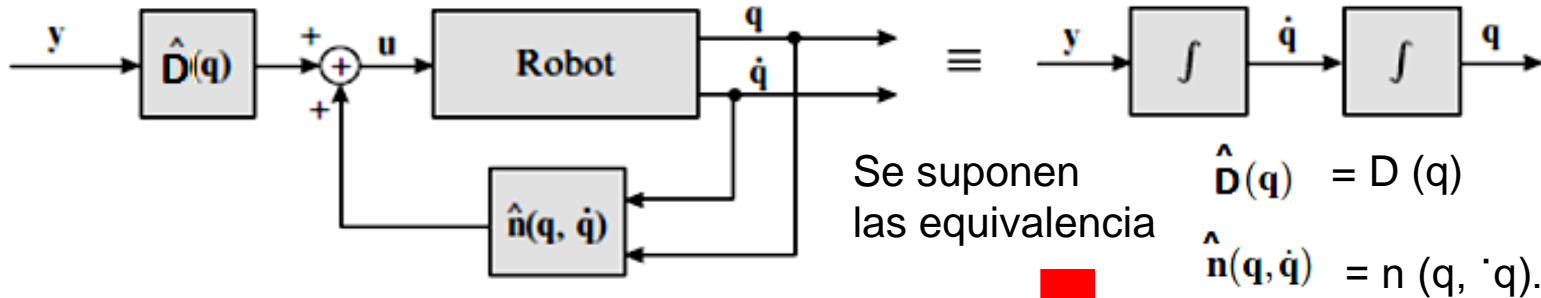 y
D̂(q)
+
+
+
u
Robot
q
q̇
n̂(q, q̇)
≡
y
∫
q̇
∫
q
Se suponen
las equivalencia
D̂(q) = D (q)
n̂(q, q̇) = n (q, ˙q).